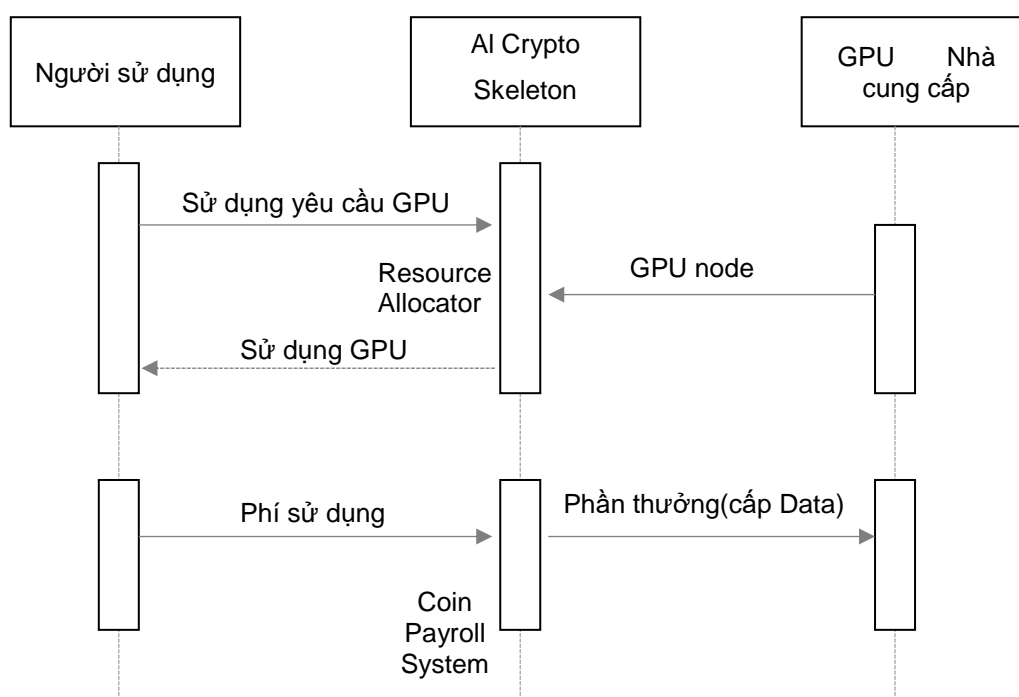 Người sử dụng
AI Crypto
Skeleton
GPU Nhà
cung cấp
Sử dụng yêu cầu GPU
GPU node
Resource
Allocator
Sử dụng GPU
Phí sử dụng
Phần thưởng(cấp Data)
Coin
Payroll
System